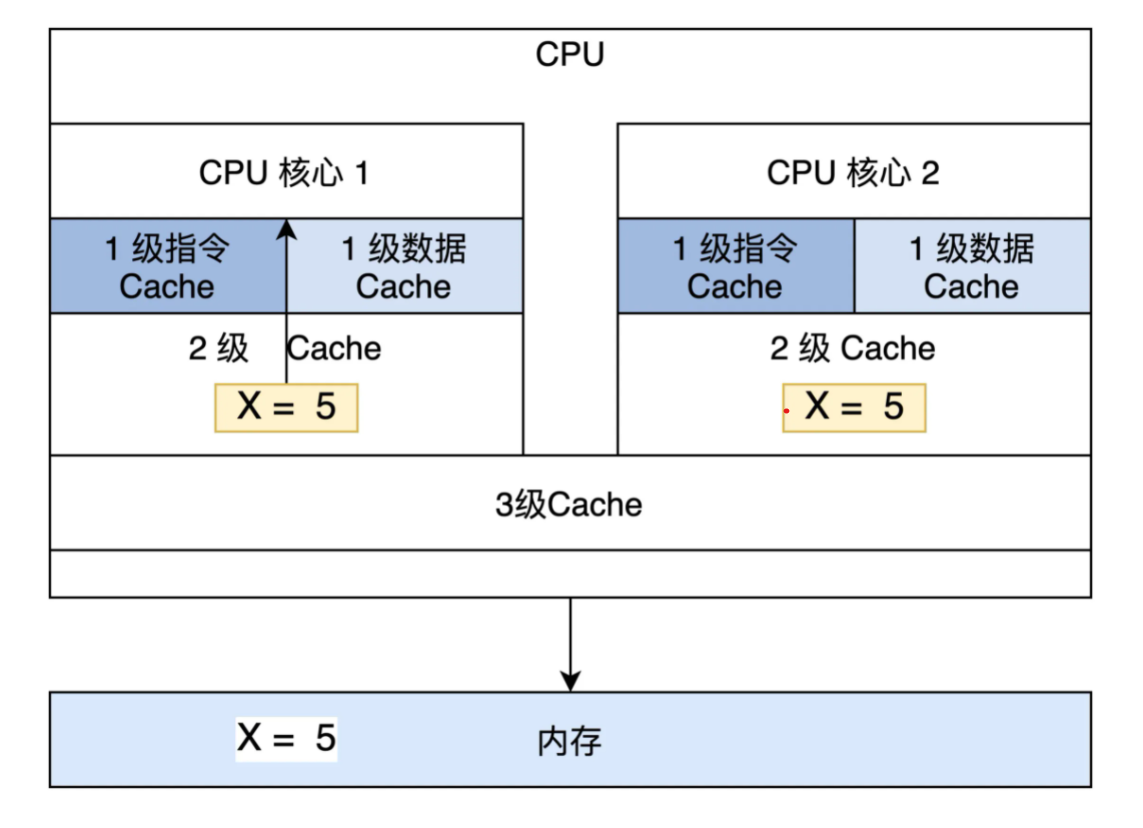 CPU
CPU 核心 1
CPU 核心 2
1 级指令
Cache
1 级数据
Cache
1 级指令
Cache
1 级数据
Cache
2 级 Cache
2 级 Cache
X = 5
X = 5
3级Cache
X = 5
内存